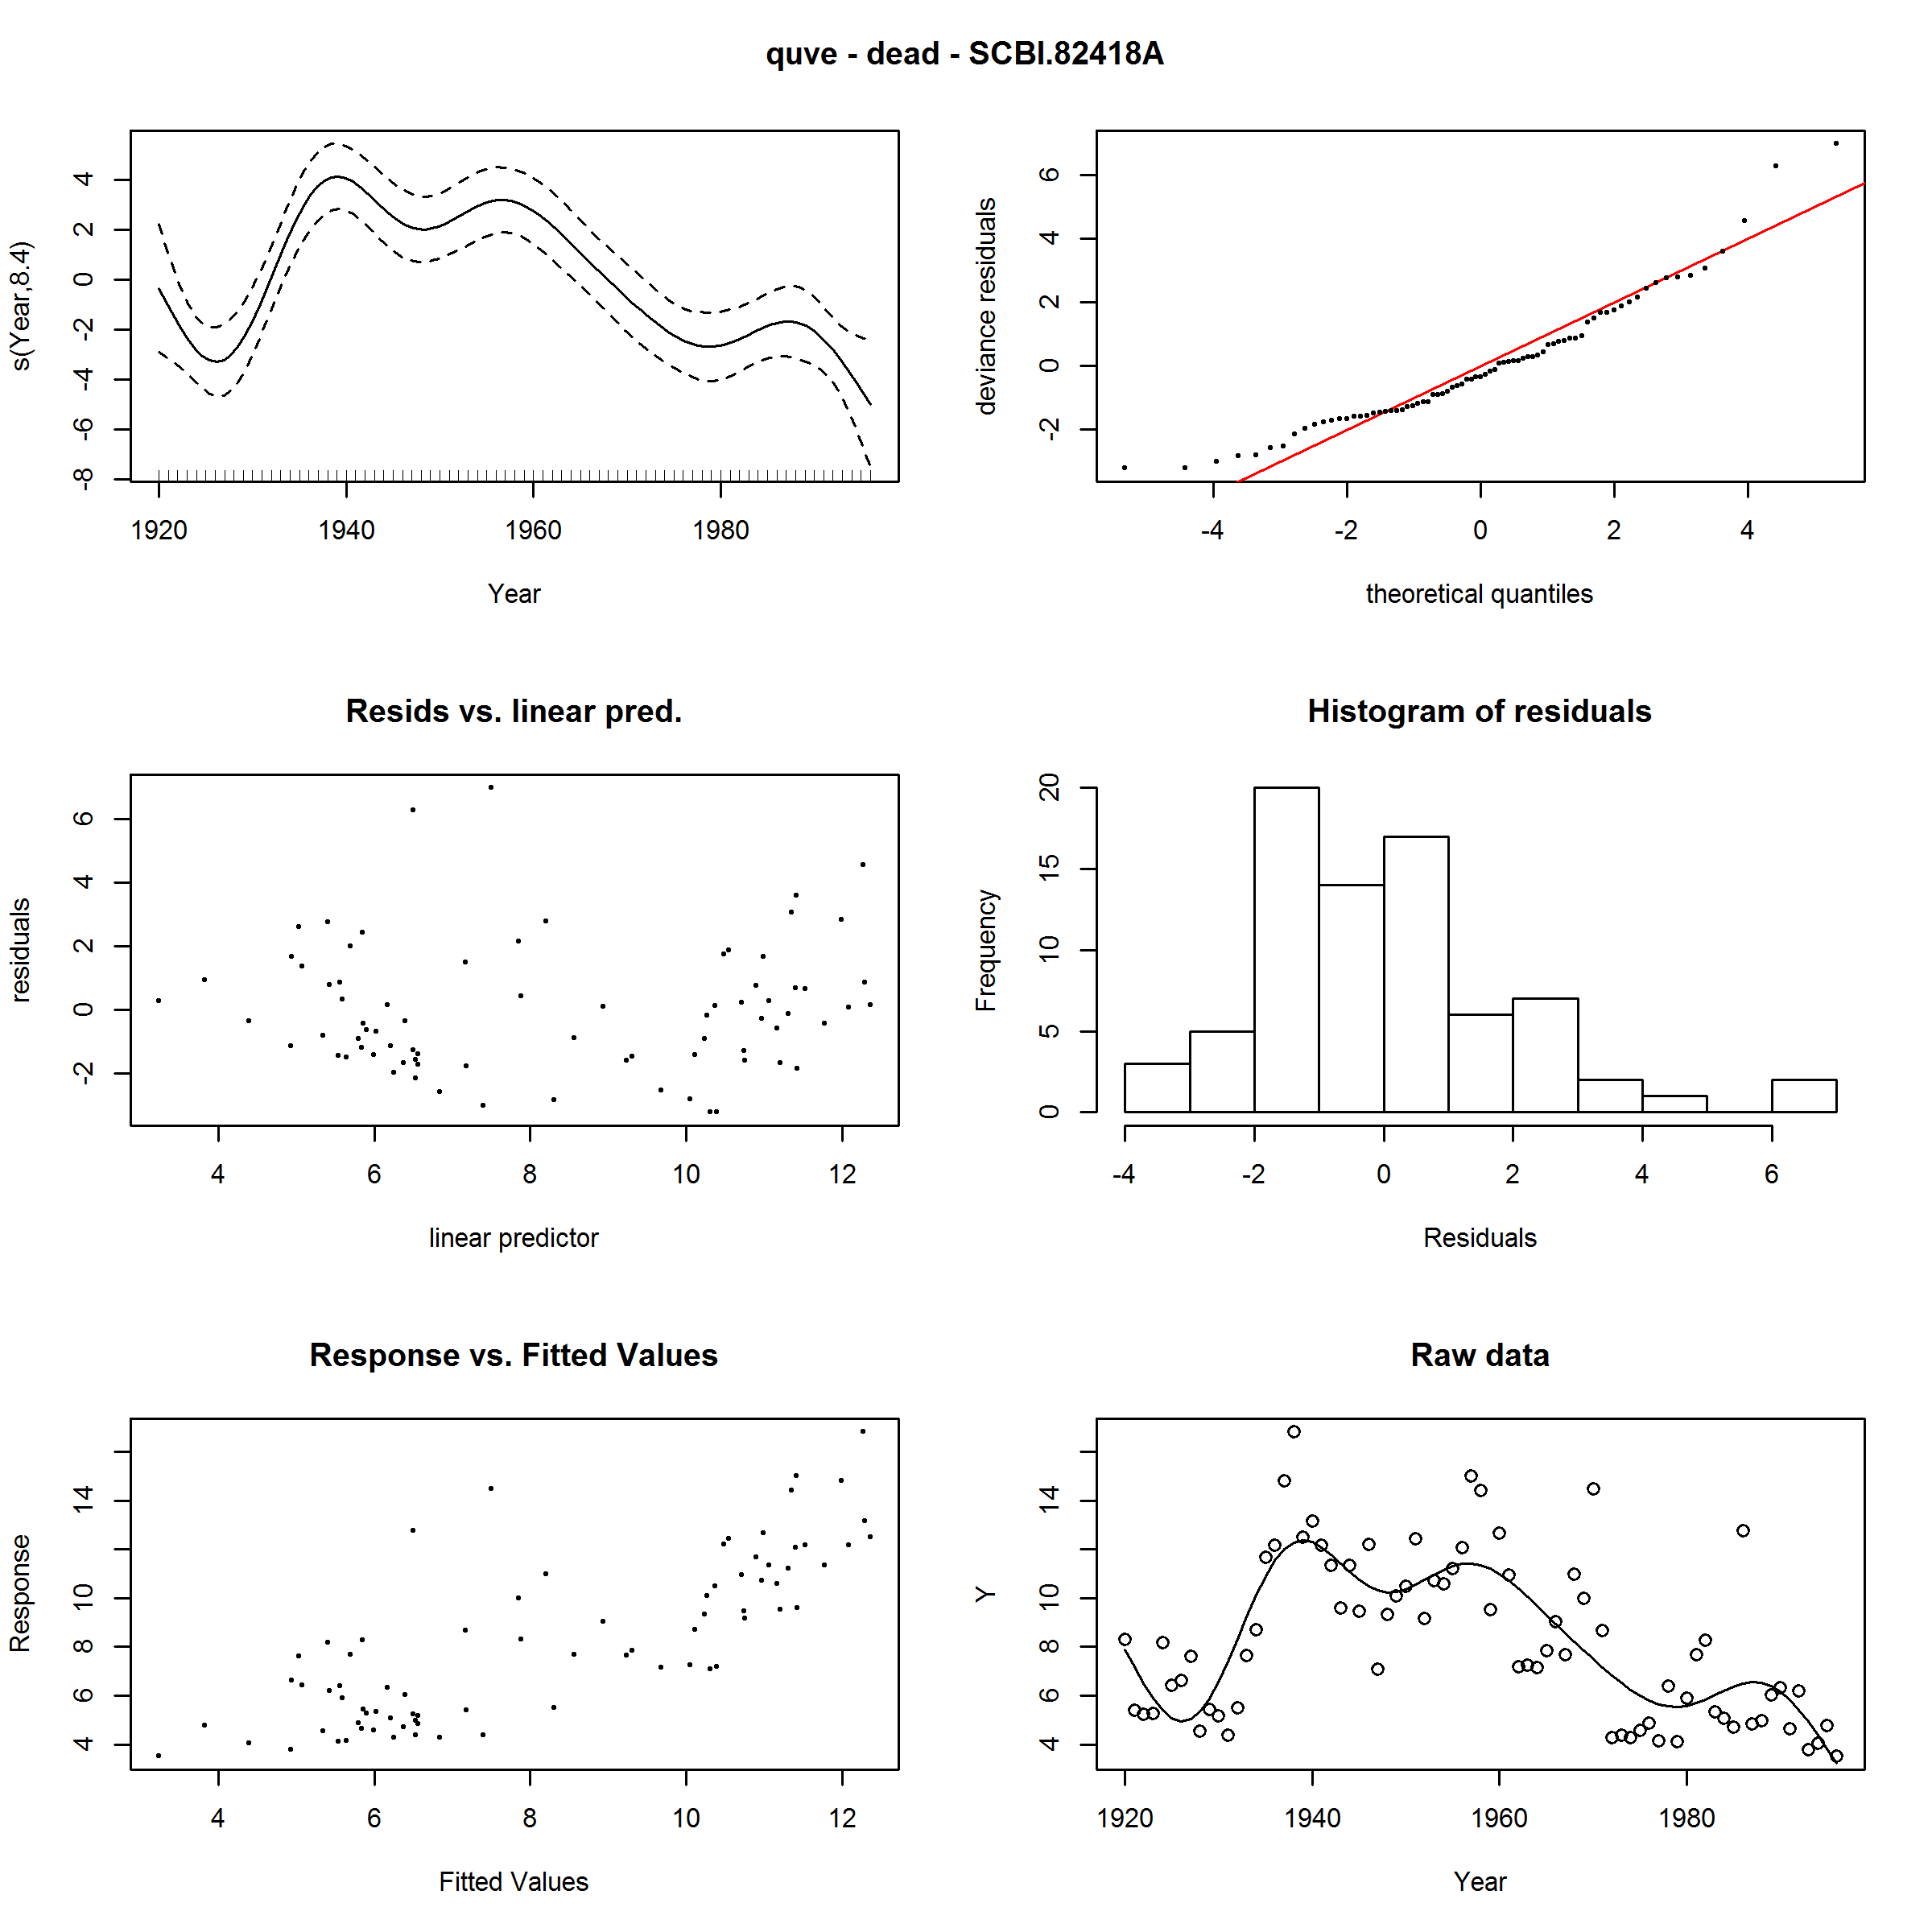 quve - dead - SCBI.82418A
s(Year,8.4)
4
2
0
-2
-4
-6
-8
1920 1940 1960 1980
Year
deviance residuals
6
4
2
0
-2
-4 -2 0 2 4
theoretical quantiles
Resids vs. linear pred.
residuals
6
4
2
0
-2
4 6 8 10 12
linear predictor
Histogram of residuals
Frequency
20
15
10
5
0
-4 -2 0 2 4 6
Residuals
Response vs. Fitted Values
Response
14
10
8
6
4
4 6 8 10 12
Fitted Values
Raw data
Y
14
10
8
6
4
1920 1940 1960 1980
Year